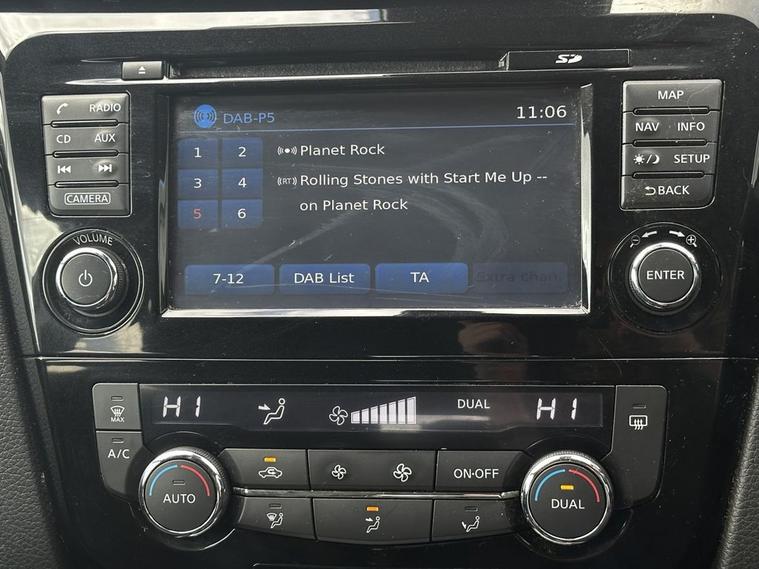 SD
RADIO
CD AUX
CAMERA
VOLUME
DAB-P5 11:06
1 2
3 4
5 6
Planet Rock
(RT) Rolling Stones with Start Me Up --
on Planet Rock
7-12 DAB List TA Extra chan.
MAP
NAV INFO
SETUP
BACK
ENTER
MAX
A/C
HI DUAL HI
AUTO
ON·OFF
DUAL